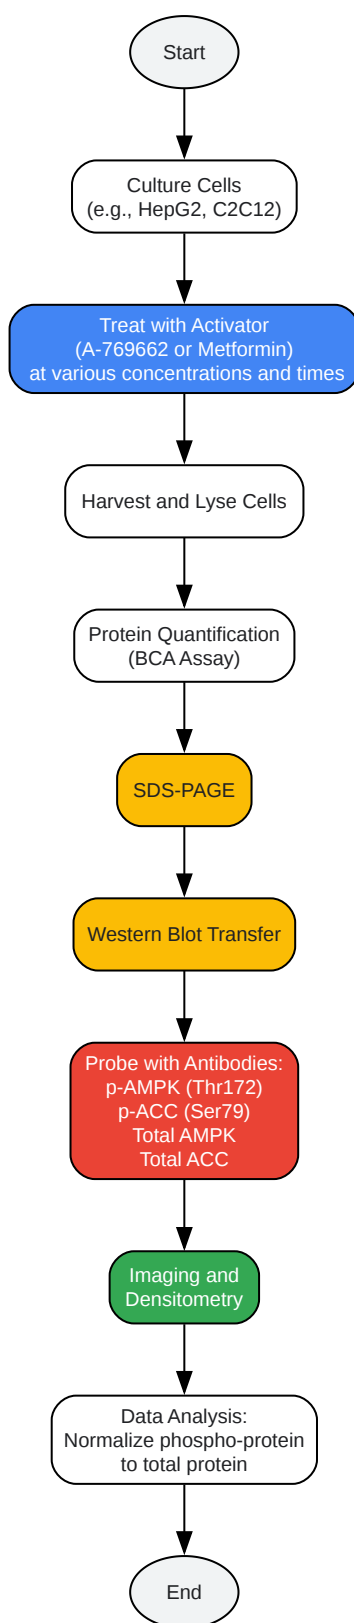 Start
Culture Cells
(e.g., HepG2, C2C12)
Treat with Activator
(A-769662 or Metformin)
at various concentrations and times
Harvest and Lyse Cells
Protein Quantification
(BCA Assay)
SDS-PAGE
Western Blot Transfer
Probe with Antibodies:
p-AMPK (Thr172)
p-ACC (Ser79)
Total AMPK
Total ACC
Imaging and
Densitometry
Data Analysis:
Normalize phospho-protein
to total protein
End